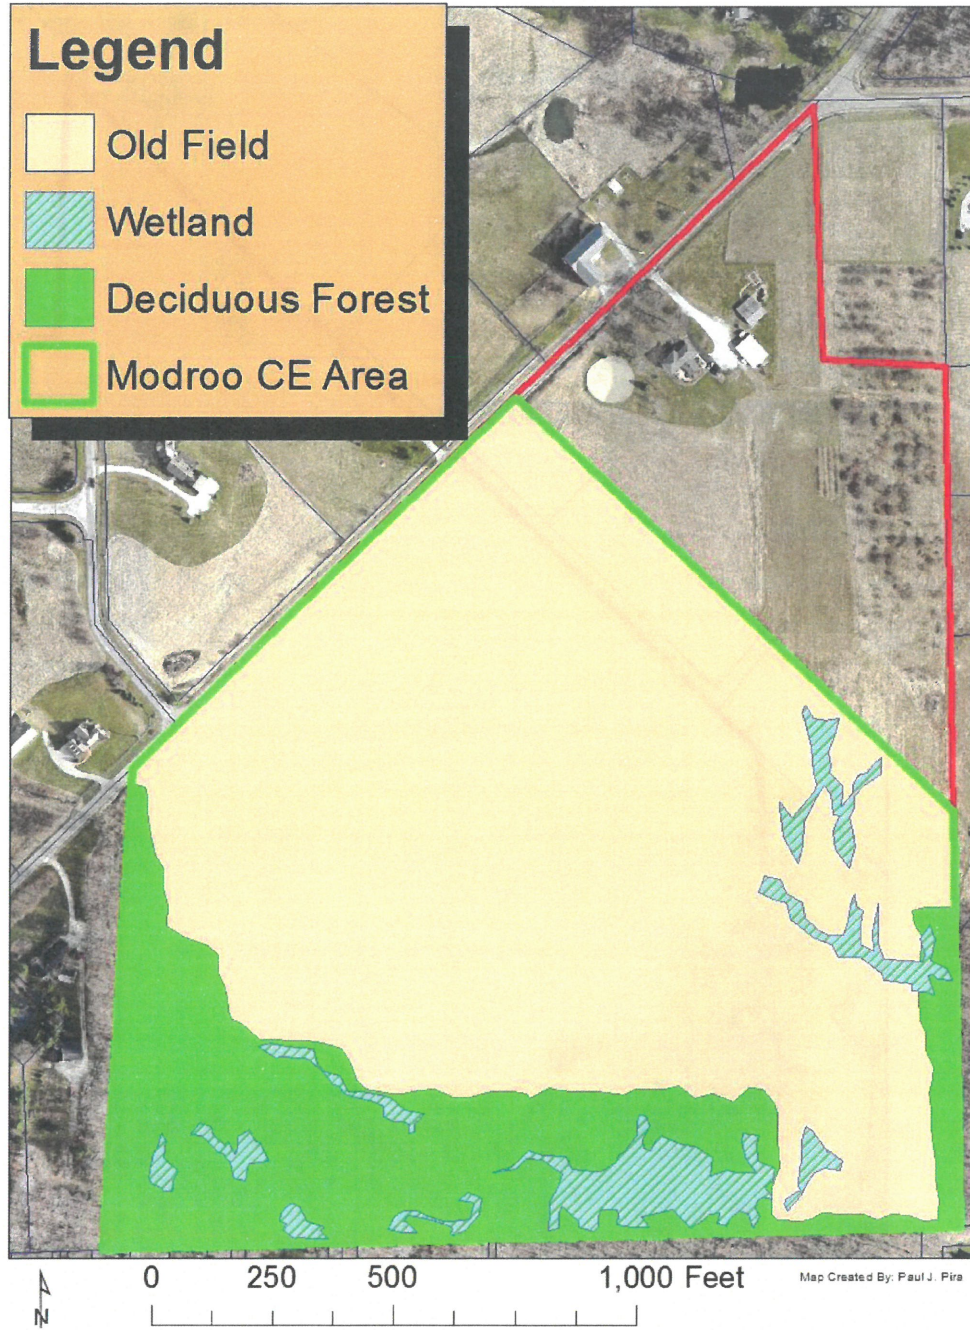 Legend
Old Field
Wetland
Deciduous Forest
Modroo CE Area
0 250 500 1,000 Feet
Map Created By: Paul J. Pira
N